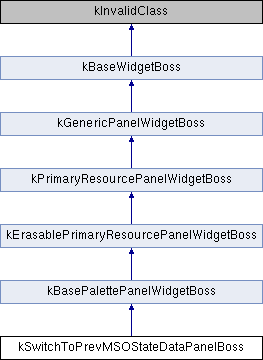 kInvalidClass
kBaseWidgetBoss
kGenericPanelWidgetBoss
kPrimaryResourcePanelWidgetBoss
kErasablePrimaryResourcePanelWidgetBoss
kBasePalettePanelWidgetBoss
kSwitchToPrevMSOStateDataPanelBoss